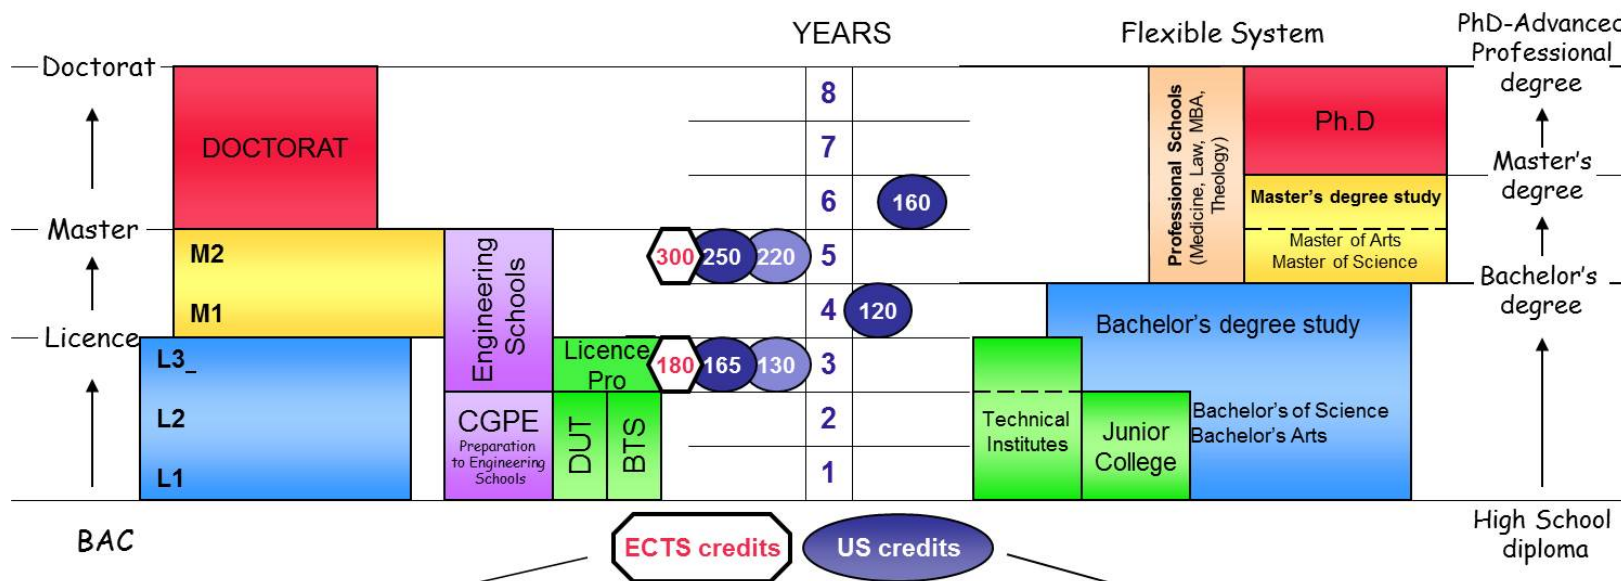 YEARS
Flexible System
PhD-Advanced
Professional
degree
Doctorat
Master
Licence
BAC
DOCTORAT
M2
M1
L3_
L2
L1
Engineering
Schools
CGPE
Preparation
to Engineering
Schools
Licence
Pro
DUT
BTS
8
7
6
5
4
3
2
1
160
300
250
220
120
180
165
130
Professional Schools
(Medicine, Law, MBA,
Theology)
Ph.D
Master's degree study
Master of Arts
Master of Science
Bachelor's degree study
Bachelor's of Science
Bachelor's Arts
Technical
Institutes
Junior
College
Master's
degree
Bachelor's
degree
High School
diploma
ECTS credits
US credits